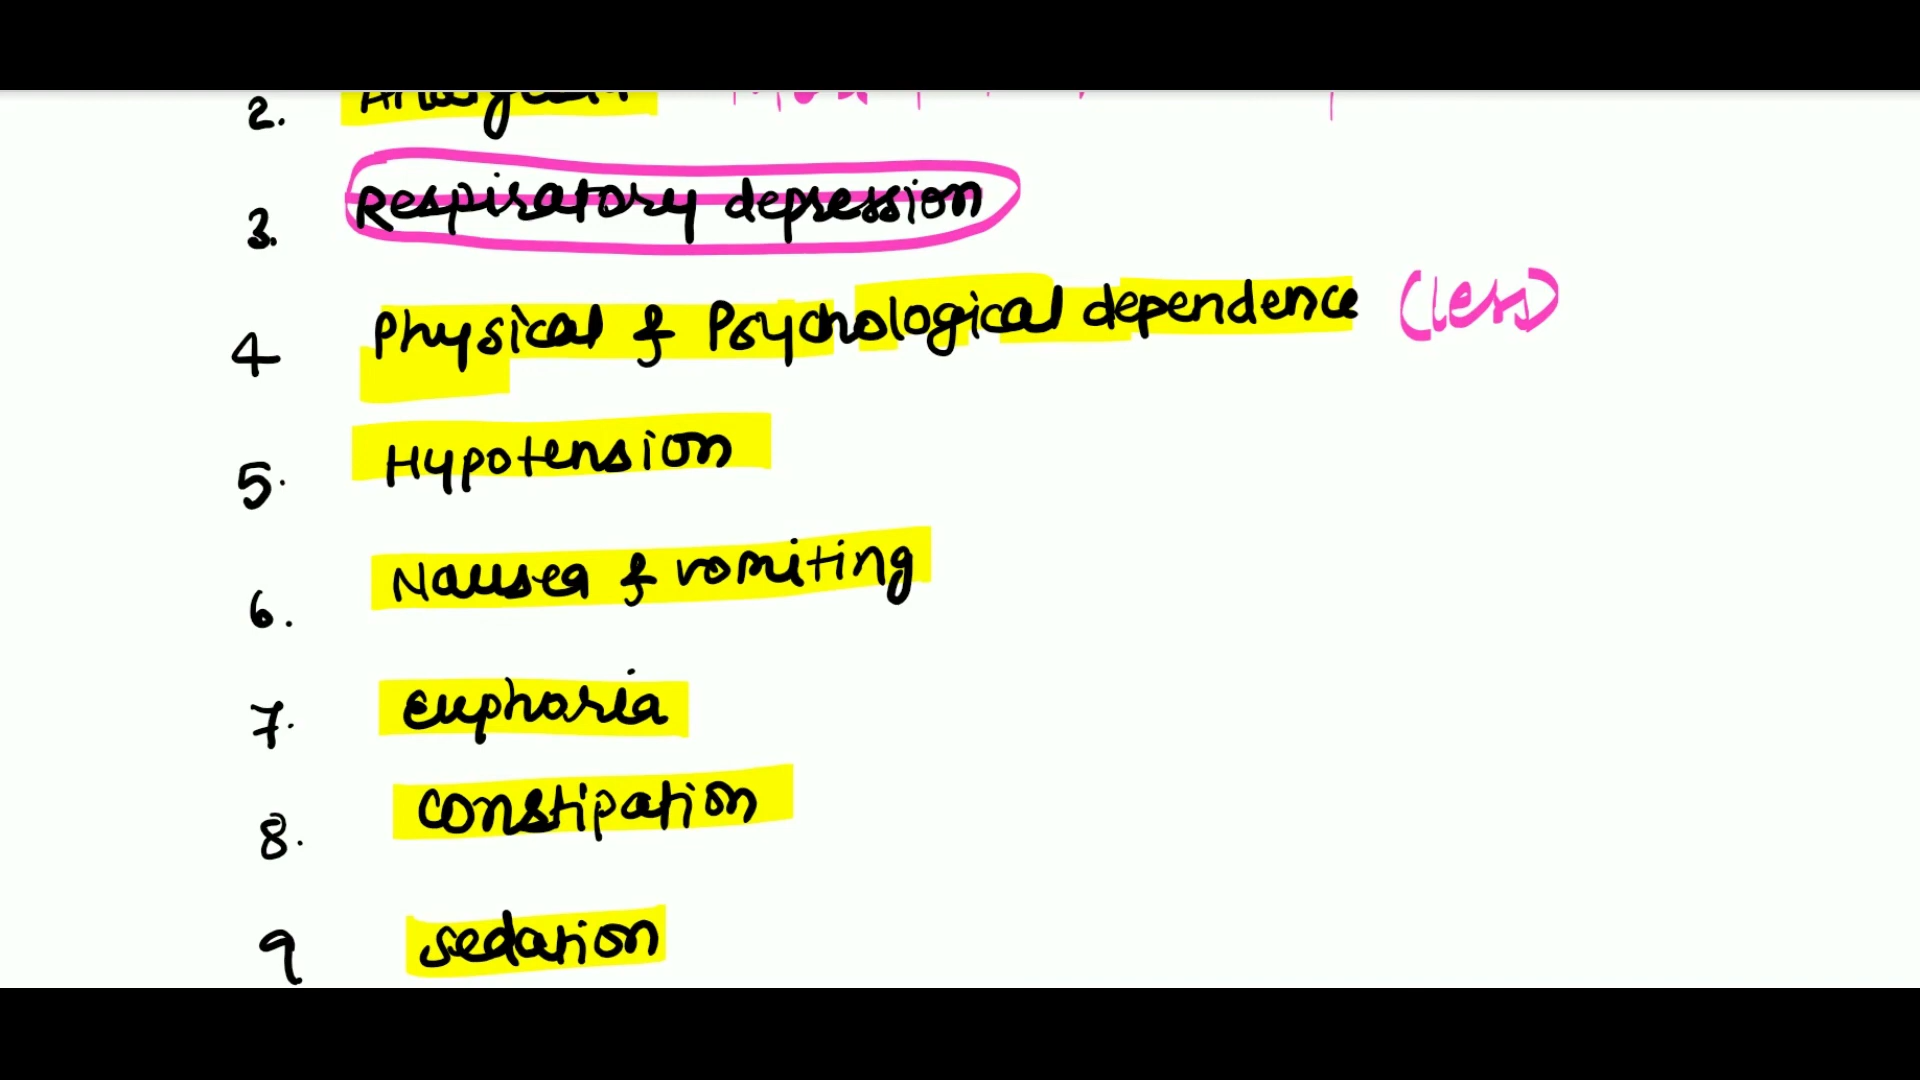 2.
3. Respiratory depression
4 Physical & Psychological dependence (less)
5. Hypotension
6. Nausea & vomiting
7. euphoria
8. constipation
9 sedation